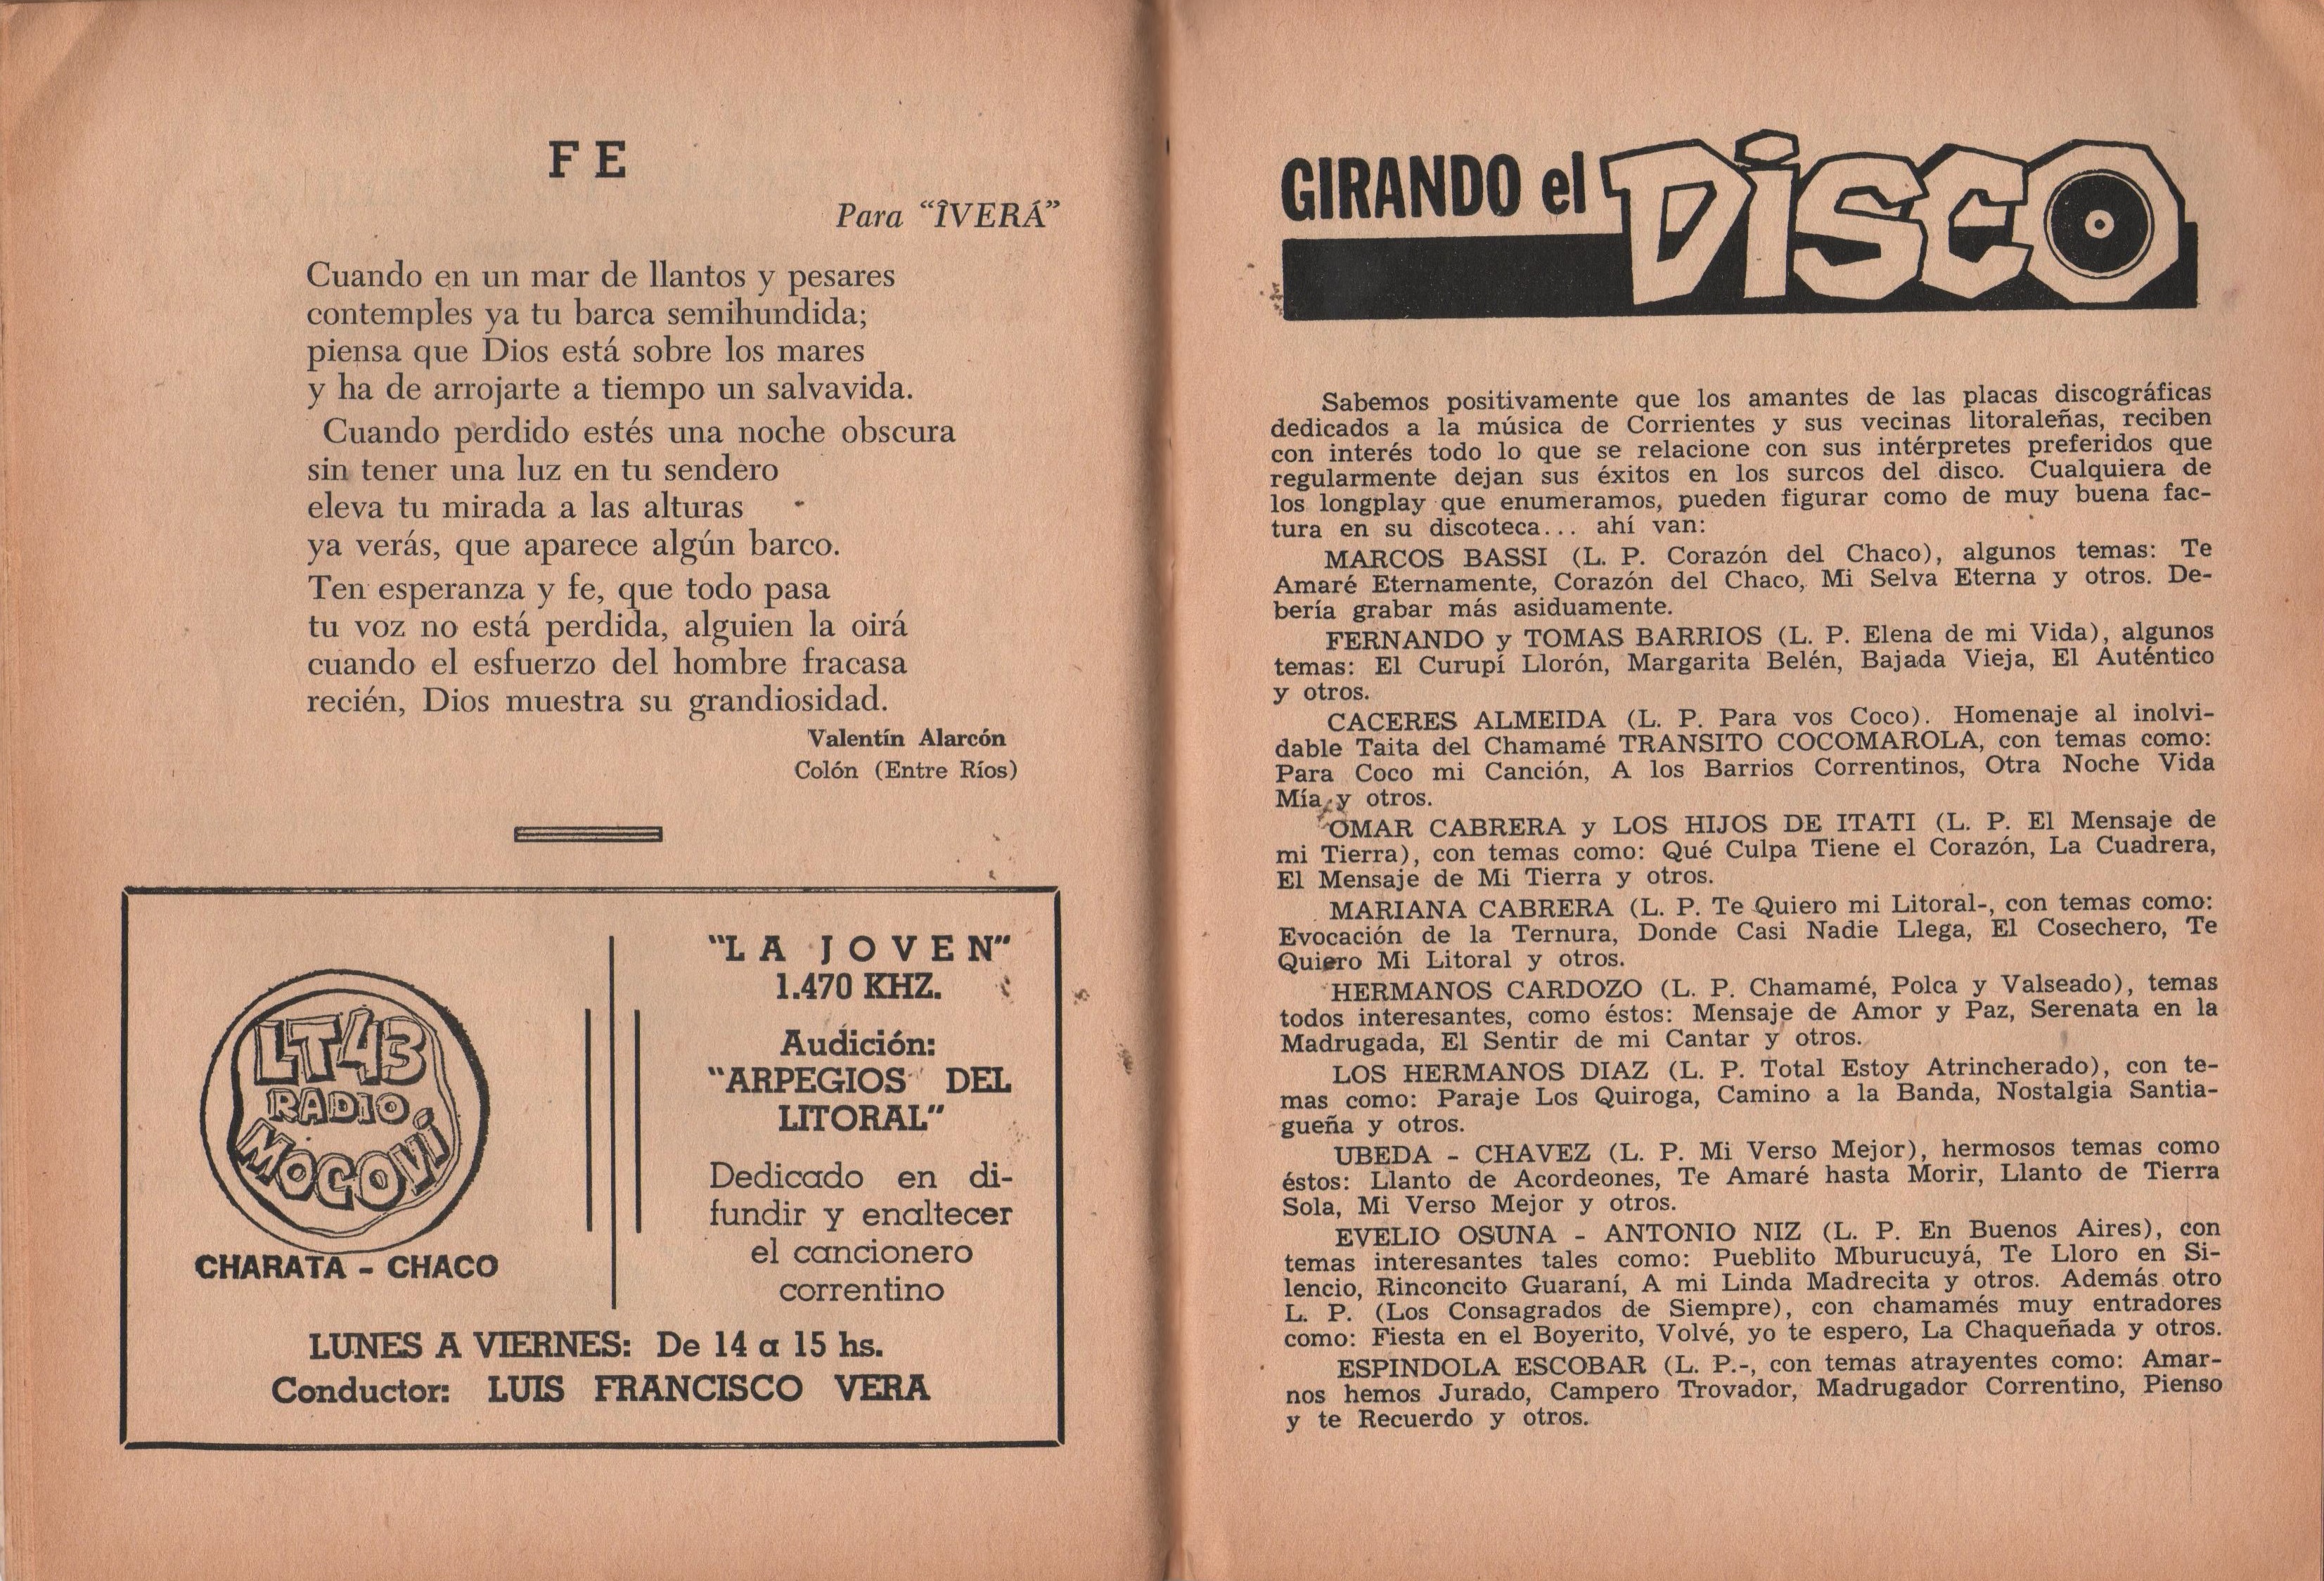 FE
Para “ÎVERÁ”
Cuando en un mar de llantos y pesares
contemples ya tu barca semihundida;
piensa que Dios está sobre los mares
y ha de arrojarte a tiempo un salvavida.
Cuando perdido estés una noche obscura
sin tener una luz en tu sendero
eleva tu mirada a las alturas
ya verás, que aparece algún barco.
Ten esperanza y fe, que todo pasa
tu voz no está perdida, alguien la oirá
cuando el esfuerzo del hombre fracasa
recién, Dios muestra su grandiosidad.
Valentín Alarcón
Colón (Entre Ríos)
LT43
RADIO
MOCOVÍ
CHARATA - CHACO
"LA JOVEN"
1.470 KHZ.
Audición:
"ARPEGIOS DEL
LITORAL"
Dedicado en di-
fundir y enaltecer
el cancionero
correntino
LUNES A VIERNES: De 14 a 15 hs.
Conductor: LUIS FRANCISCO VERA
GIRANDO el DiSCO
Sabemos positivamente que los amantes de las placas discográficas
dedicados a la música de Corrientes y sus vecinas litoraleñas, reciben
con interés todo lo que se relacione con sus intérpretes preferidos que
regularmente dejan sus éxitos en los surcos del disco. Cualquiera de
los longplay que enumeramos, pueden figurar como de muy buena fac-
tura en su discoteca... ahí van:
MARCOS BASSI (L. P. Corazón del Chaco), algunos temas: Te
Amaré Eternamente, Corazón del Chaco, Mi Selva Eterna y otros. De-
bería grabar más asiduamente.
FERNANDO y TOMAS BARRIOS (L. P. Elena de mi Vida), algunos
temas: El Curupí Llorón, Margarita Belén, Bajada Vieja, El Auténtico
y otros.
CACERES ALMEIDA (L. P. Para vos Coco). Homenaje al inolvi-
dable Taita del Chamamé TRANSITO COCOMAROLA, con temas como:
Para Coco mi Canción, A los Barrios Correntinos, Otra Noche Vida
Mía y otros.
OMAR CABRERA y LOS HIJOS DE ITATI (L. P. El Mensaje de
mi Tierra), con temas como: Qué Culpa Tiene el Corazón, La Cuadrera,
El Mensaje de Mi Tierra y otros.
MARIANA CABRERA (L. P. Te Quiero mi Litoral-, con temas como:
Evocación de la Ternura, Donde Casi Nadie Llega, El Cosechero, Te
Quiero Mi Litoral y otros.
HERMANOS CARDOZO (L. P. Chamamé, Polca y Valseado), temas
todos interesantes, como éstos: Mensaje de Amor y Paz, Serenata en la
Madrugada, El Sentir de mi Cantar y otros.
LOS HERMANOS DIAZ (L. P. Total Estoy Atrincherado), con te-
mas como: Paraje Los Quiroga, Camino a la Banda, Nostalgia Santia-
gueña y otros.
UBEDA - CHAVEZ (L. P. Mi Verso Mejor), hermosos temas como
éstos: Llanto de Acordeones, Te Amaré hasta Morir, Llanto de Tierra
Sola, Mi Verso Mejor y otros.
EVELIO OSUNA - ANTONIO NIZ (L. P. En Buenos Aires), con
temas interesantes tales como: Pueblito Mburucuyá, Te Lloro en Si-
lencio, Rinconcito Guaraní, A mi Linda Madrecita y otros. Además otro
L. P. (Los Consagrados de Siempre), con chamamés muy entradores
como: Fiesta en el Boyerito, Volvé, yo te espero, La Chaqueñada y otros.
ESPINDOLA ESCOBAR (L. P.-, con temas atrayentes como: Amar-
nos hemos Jurado, Campero Trovador, Madrugador Correntino, Pienso
y te Recuerdo y otros.